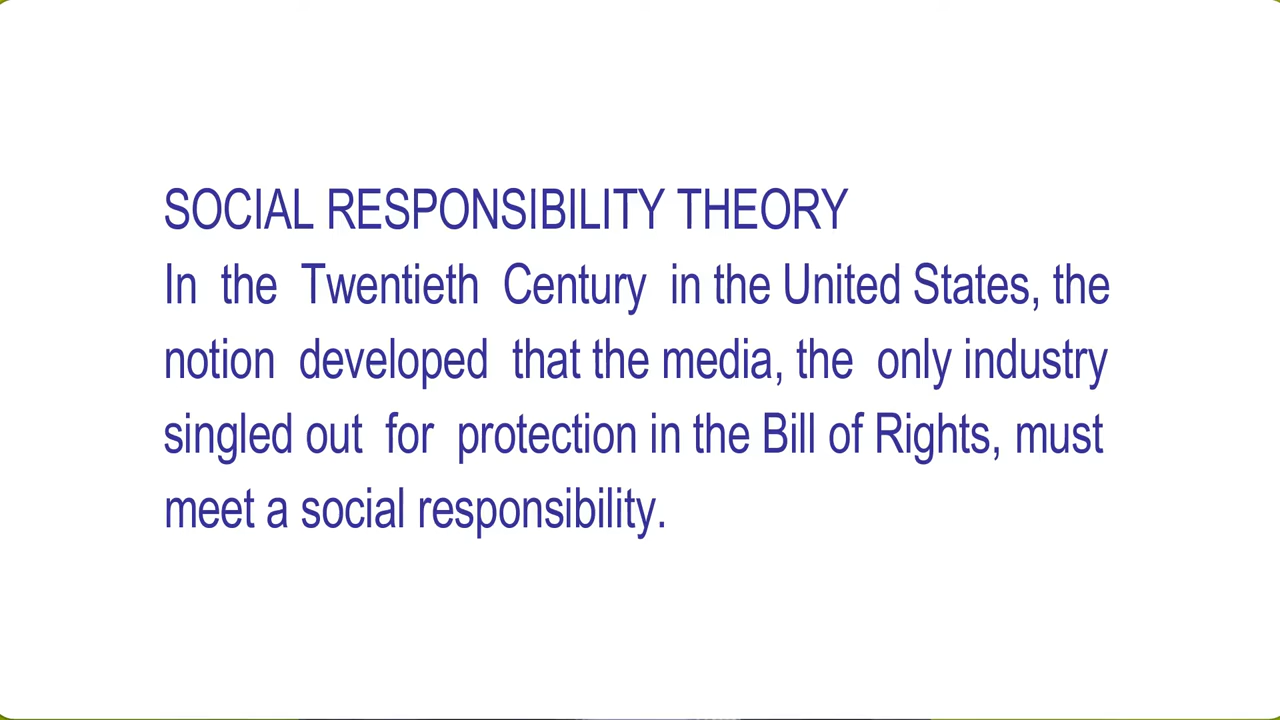 SOCIAL RESPONSIBILITY THEORY
In the Twentieth Century in the United States, the
notion developed that the media, the only industry
singled out for protection in the Bill of Rights, must
meet a social responsibility.